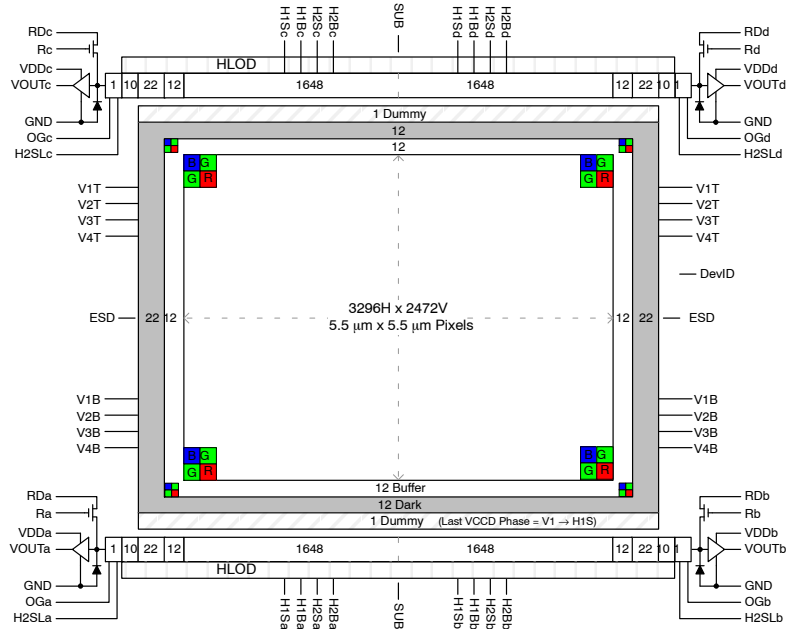 H1Sc H1Bc H2Sc H2Bc SUB H1Sd H1Bd H2Sd H2Bd
RDc RDd
Rc Rd
HLOD
VDDc VDDd
VOUTc 1 10 22 12 1648 1648 12 22 10 1 VOUTd
GND 1 Dummy GND
OGc 12 OGd
H2SLc 12 H2SLd
B G B G
G R G R
V1T V1T
V2T V2T
V3T V3T
V4T V4T
DevID
3296H x 2472V
ESD 22 12 12 22 ESD
5.5 μm x 5.5 μm Pixels
V1B V1B
V2B V2B
V3B V3B
V4B V4B
B G B G
G R G R
12 Buffer
RDa RDb
12 Dark
Ra 1 Dummy (Last VCCD Phase = V1 → H1S) Rb
VDDa VDDb
VOUTa 1 10 22 12 1648 1648 12 22 10 1 VOUTb
HLOD
GND GND
OGa OGb
H2SLa H2SLb
H1Sa H1Ba H2Sa H2Ba SUB H1Sb H1Bb H2Sb H2Bb